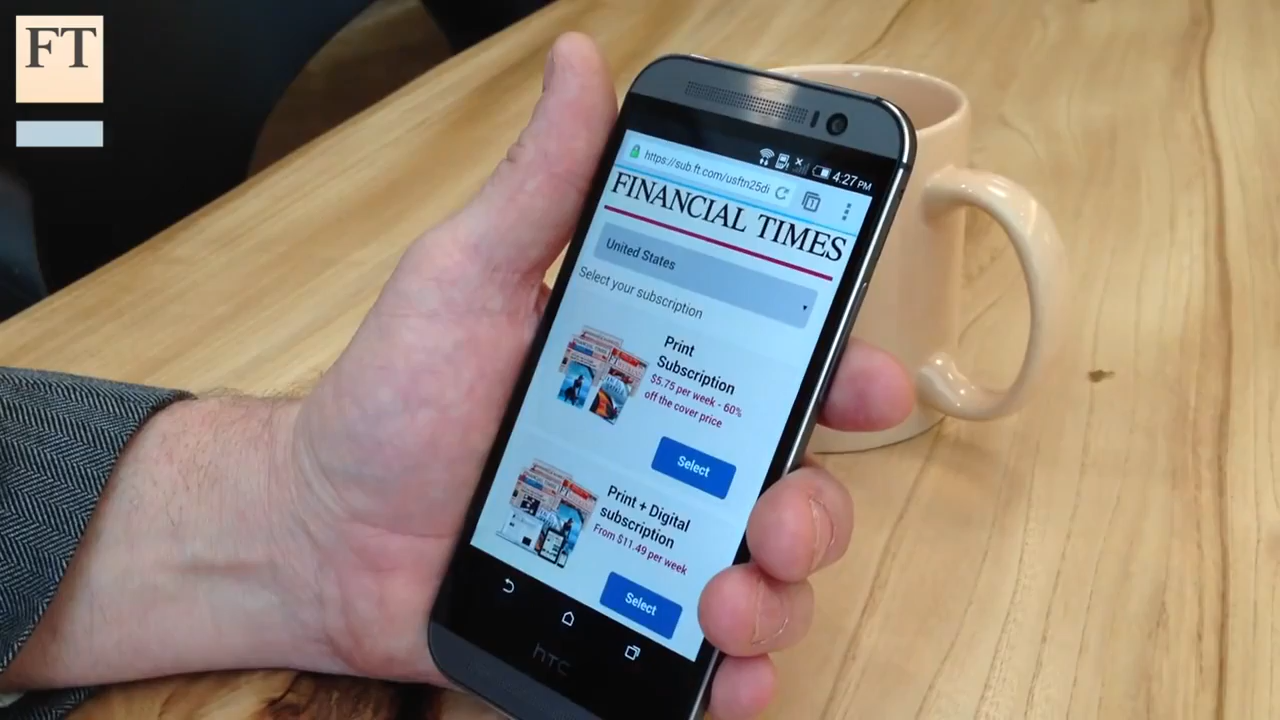 FT
4:27 PM
https://sub.ft.com/usftn25di
FINANCIAL TIMES
United States
Select your subscription
Print
Subscription
$5.75 per week - 60%
off the cover price
Select
Print + Digital
subscription
From $11.49 per week
Select
hTC